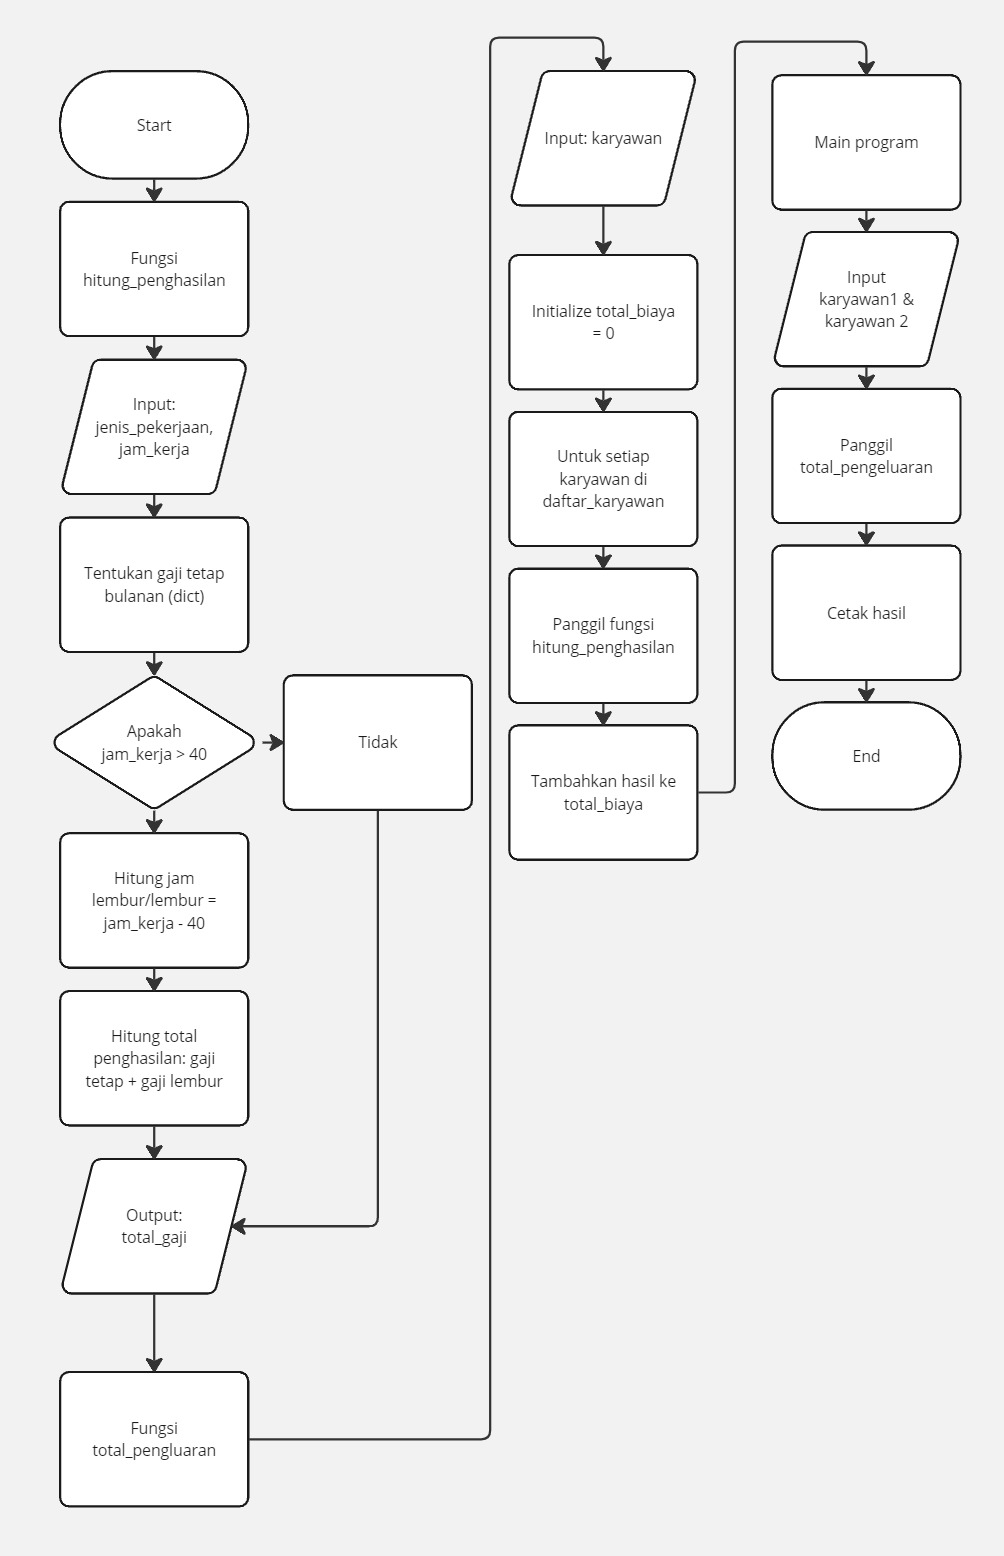 Start
Fungsi
hitung_penghasilan
Input:
jenis_pekerjaan,
jam_kerja
Tentukan gaji tetap
bulanan (dict)
Apakah
jam_kerja > 40
Tidak
Hitung jam
lembur/lembur =
jam_kerja - 40
Hitung total
penghasilan: gaji
tetap + gaji lembur
Output:
total_gaji
Fungsi
total_pengluaran
Input: karyawan
Initialize total_biaya
= 0
Untuk setiap
karyawan di
daftar_karyawan
Panggil fungsi
hitung_penghasilan
Tambahkan hasil ke
total_biaya
Main program
Input
karyawan1 &
karyawan 2
Panggil
total_pengeluaran
Cetak hasil
End